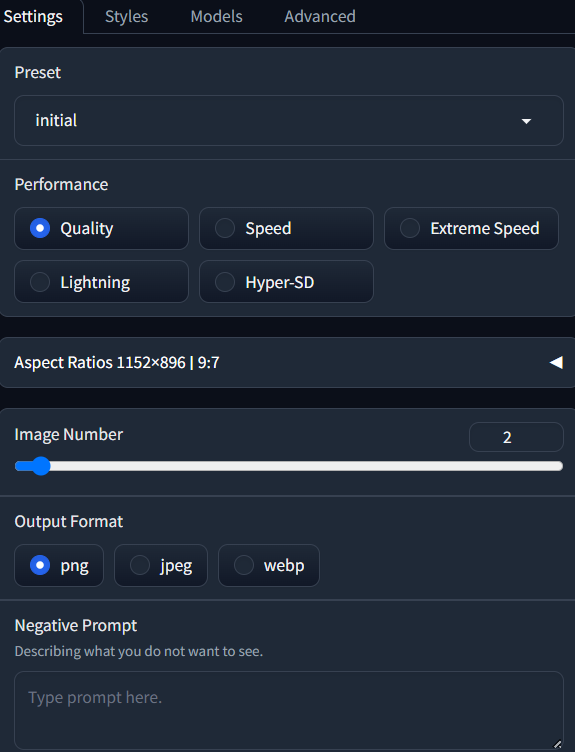 Settings Styles Models Advanced
Preset
initial
Performance
Quality Speed Extreme Speed
Lightning Hyper-SD
Aspect Ratios 1152×896 | 9:7
Image Number 2
Output Format
png jpeg webp
Negative Prompt
Describing what you do not want to see.
Type prompt here.